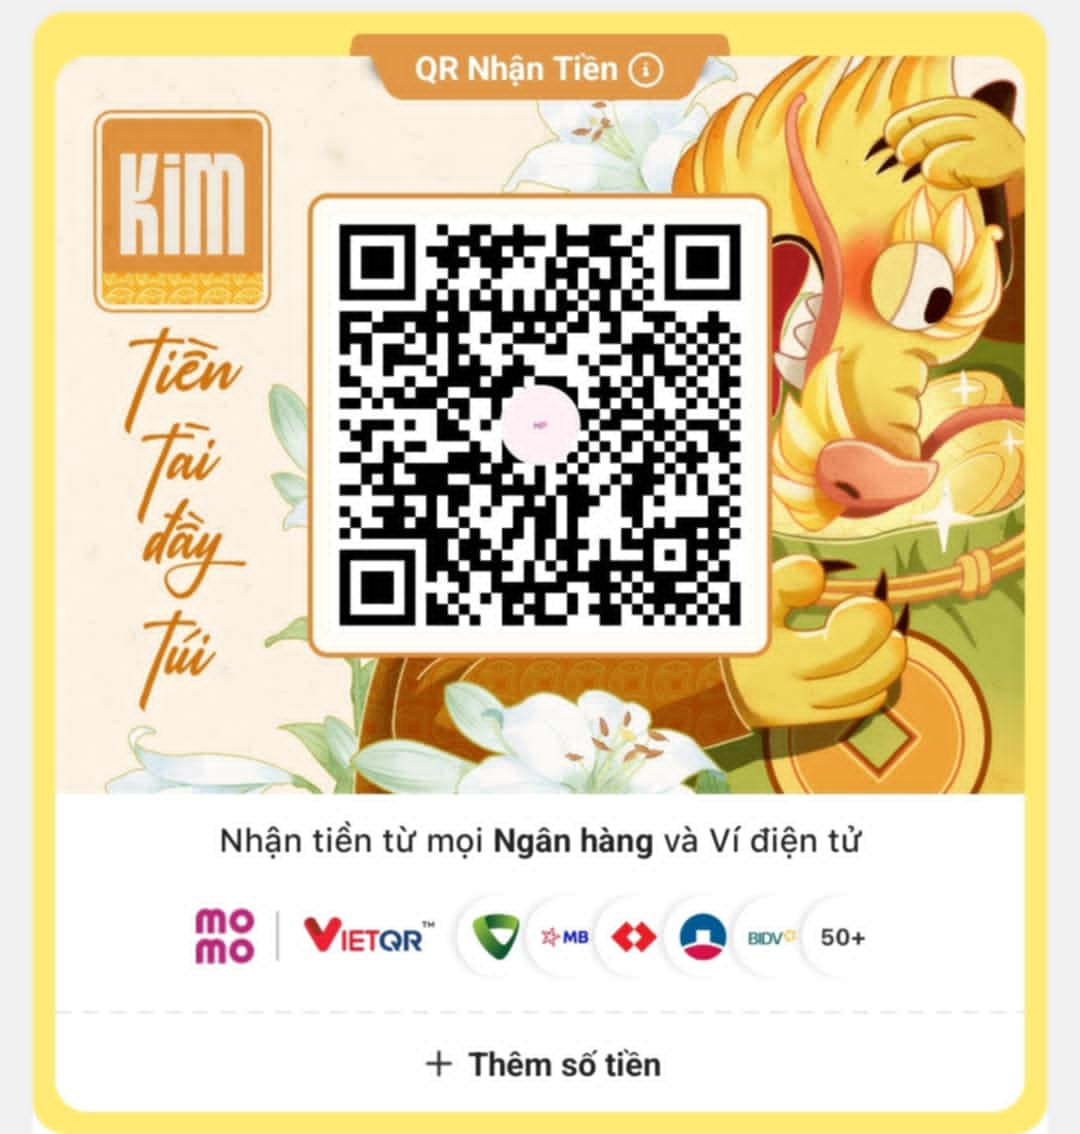 QR Nhận Tiền
KiM
Tiền
Tài
đầy
túi
HP
Nhận tiền từ mọi Ngân hàng và Ví điện tử
mo
mo
VIETQR™
MB
BIDV
50+
+ Thêm số tiền